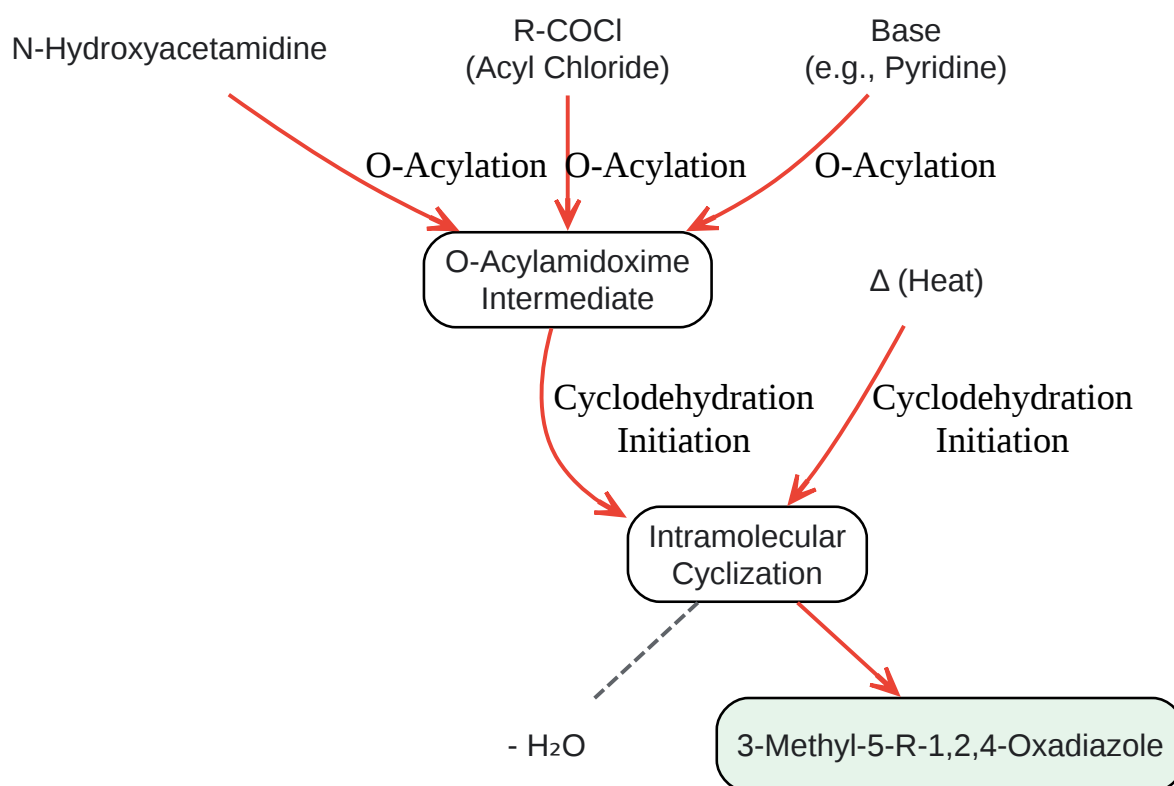 N-Hydroxyacetamidine
R-COCl
(Acyl Chloride)
Base
(e.g., Pyridine)
O-Acylation
O-Acylation
O-Acylation
O-Acylamidoxime
Intermediate
Δ (Heat)
Cyclodehydration
Initiation
Cyclodehydration
Initiation
Intramolecular
Cyclization
- H₂O
3-Methyl-5-R-1,2,4-Oxadiazole